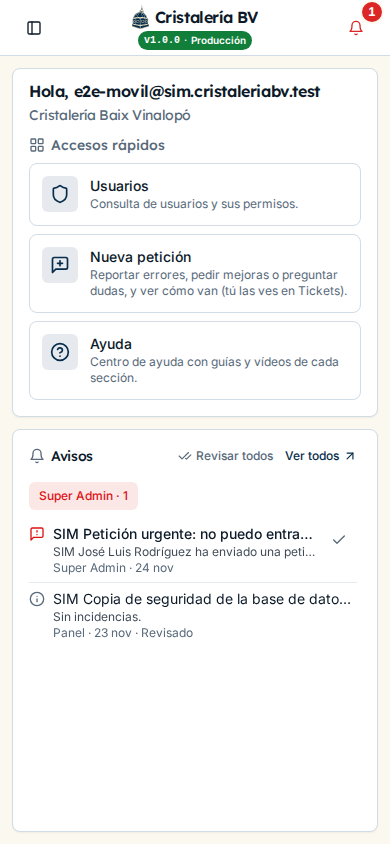 Cristalería BV
1
v1.0.0 · Producción
Hola, e2e-movil@sim.cristaleriabv.test
Cristalería Baix Vinalopó
Accesos rápidos
Usuarios
Consulta de usuarios y sus permisos.
Nueva petición
Reportar errores, pedir mejoras o preguntar
dudas, y ver cómo van (tú las ves en Tickets).
Ayuda
Centro de ayuda con guías y vídeos de cada
sección.
Avisos
Revisar todos
Ver todos
Super Admin · 1
SIM Petición urgente: no puedo entra...
SIM José Luis Rodríguez ha enviado una peti...
Super Admin · 24 nov
SIM Copia de seguridad de la base de dato...
Sin incidencias.
Panel · 23 nov · Revisado